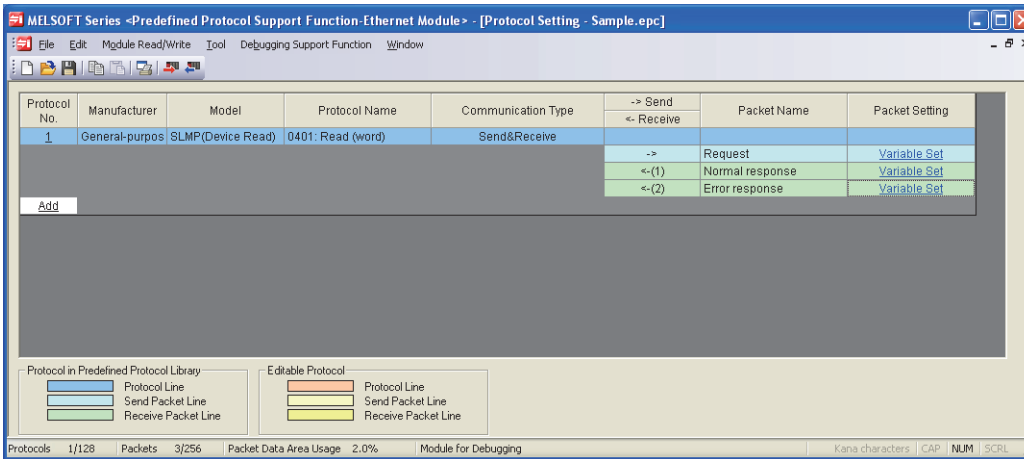 MELSOFT Series <Predefined Protocol Support Function-Ethernet Module> - [Protocol Setting - Sample.epc]
File Edit Module Read/Write Tool Debugging Support Function Window
Protocol No. Manufacturer Model Protocol Name Communication Type -> Send <- Receive Packet Name Packet Setting
1 General-purpos SLMP(Device Read) 0401: Read (word) Send&Receive
-> Request Variable Set
<-(1) Normal response Variable Set
<-(2) Error response Variable Set
Add
Protocol in Predefined Protocol Library Editable Protocol
Protocol Line Protocol Line
Send Packet Line Send Packet Line
Receive Packet Line Receive Packet Line
Protocols 1/128 Packets 3/256 Packet Data Area Usage 2.0% Module for Debugging Kana characters CAP NUM SCRL